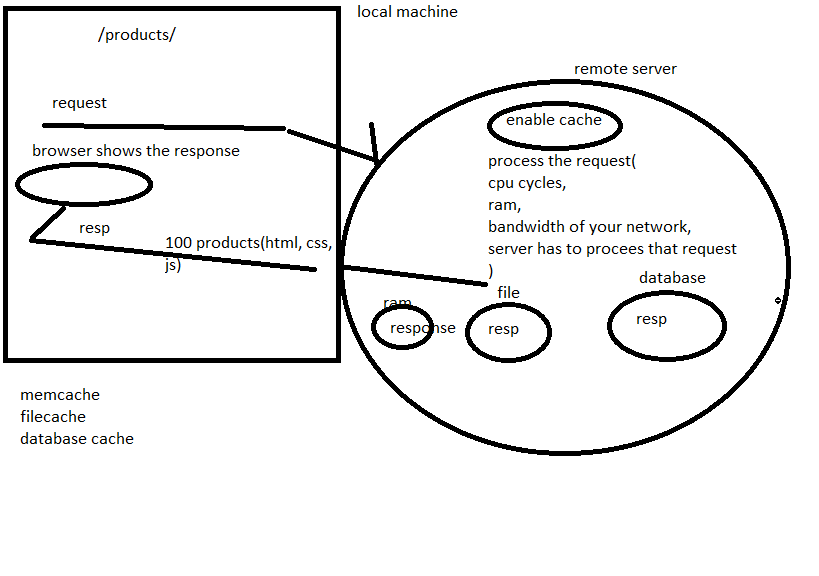 local machine
/products/
remote server
request
enable cache
browser shows the response
process the request(
cpu cycles,
ram,
bandwidth of your network,
server has to procees that request
)
resp
100 products(html, css,
js)
database
file
ram
response
resp
resp
memcache
filecache
database cache